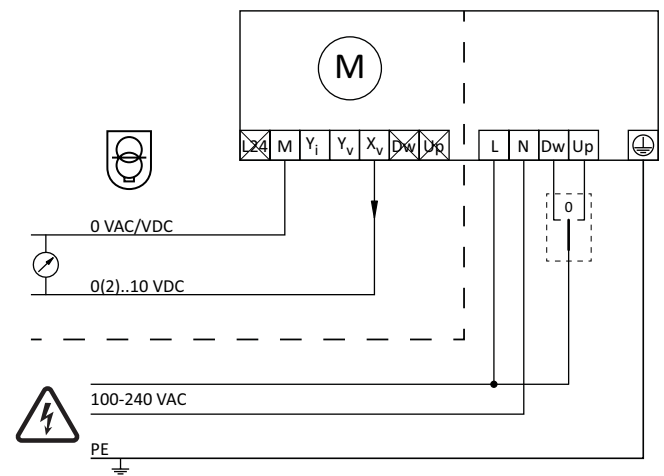 M
L24 M Yi Yv Xv Dw Up L N Dw Up
0
0 VAC/VDC
0(2)..10 VDC
100-240 VAC
PE